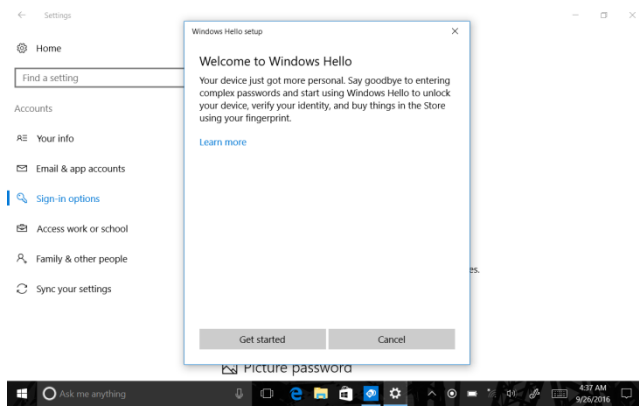 Settings
Home
Find a setting
Accounts
Your info
Email & app accounts
Sign-in options
Access work or school
Family & other people
Sync your settings
Windows Hello setup
Welcome to Windows Hello
Your device just got more personal. Say goodbye to entering
complex passwords and start using Windows Hello to unlock
your device, verify your identity, and buy things in the Store
using your fingerprint.
Learn more
es.
Get started
Cancel
Picture password
Ask me anything
4:37 AM
9/26/2016